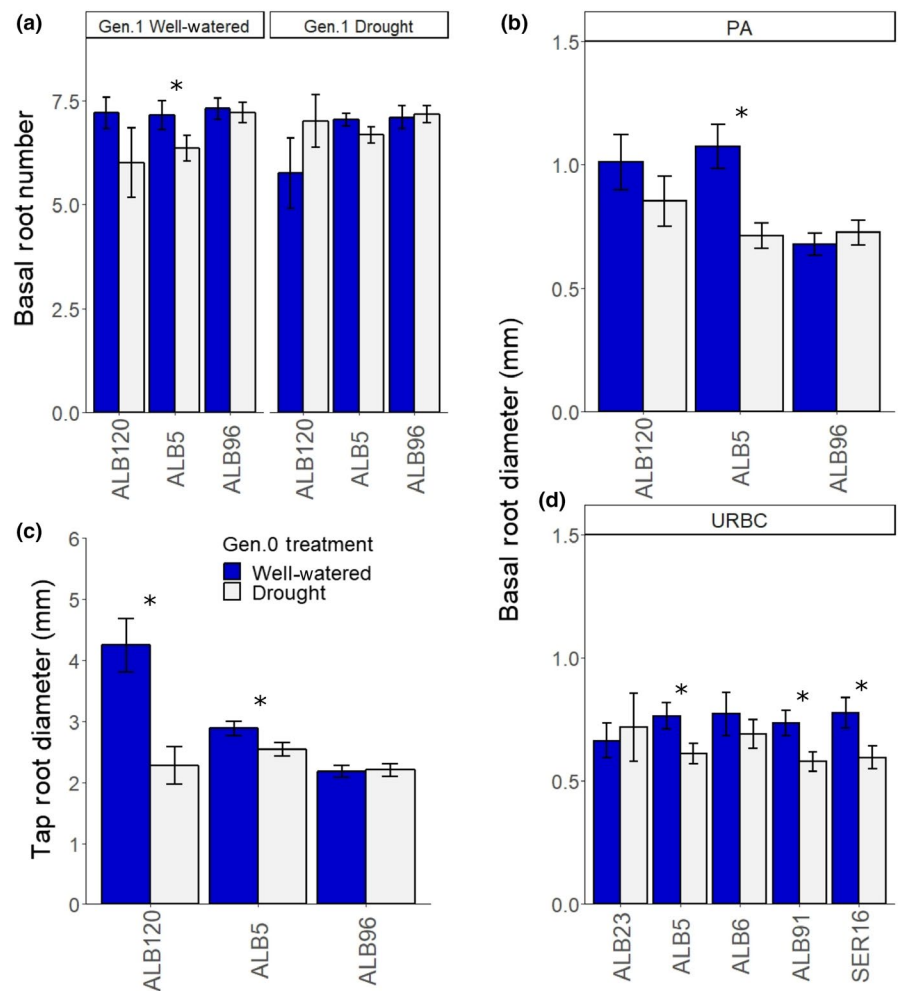 (a)
Gen.1 Well-watered
Gen.1 Drought
Basal root number
7.5
5.0
2.5
0.0
*
ALB120
ALB5
ALB96
ALB120
ALB5
ALB96
(b)
PA
Basal root diameter (mm)
1.5
1.0
0.5
0.0
*
ALB120
ALB5
ALB96
(c)
Tap root diameter (mm)
6
5
4
3
2
1
0
Gen.0 treatment
Well-watered
Drought
*
*
ALB120
ALB5
ALB96
(d)
URBC
1.5
1.0
0.5
0.0
*
*
*
ALB23
ALB5
ALB6
ALB91
SER16